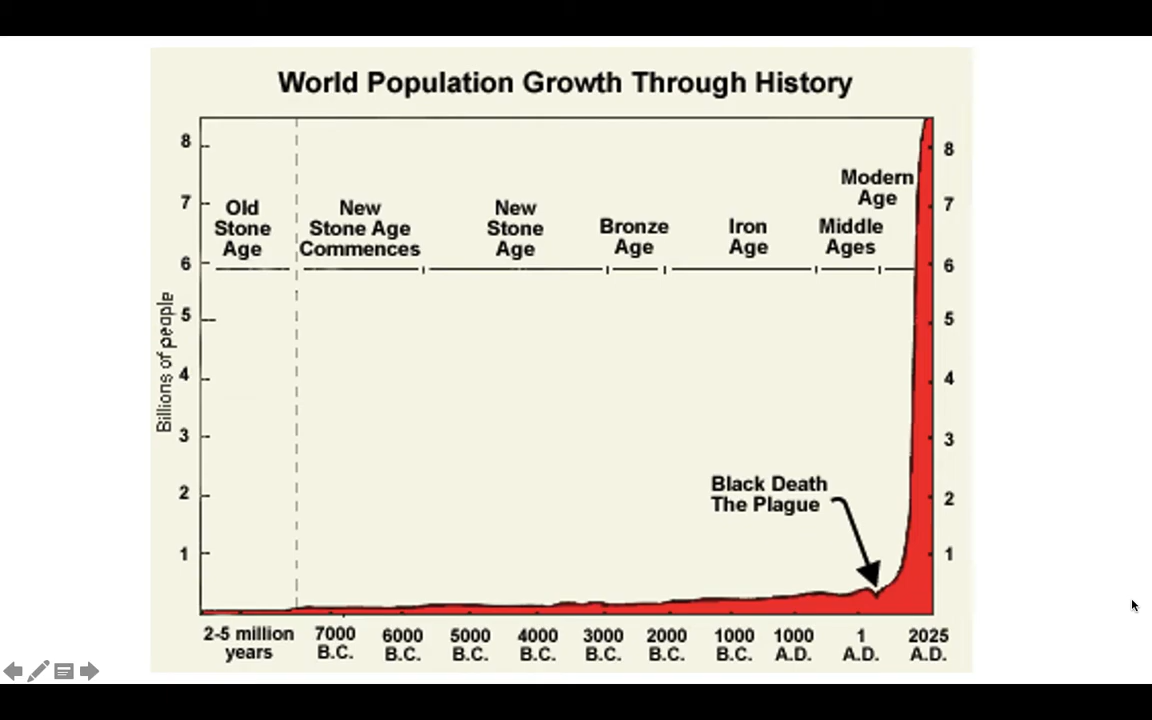 World Population Growth Through History
8
7
6
5
4
3
2
1
Billions of people
Old
Stone
Age
New
Stone Age
Commences
New
Stone
Age
Bronze
Age
Iron
Age
Middle
Ages
Modern
Age
Black Death
The Plague
8
7
6
5
4
3
2
1
2-5 million
years
7000
B.C.
6000
B.C.
5000
B.C.
4000
B.C.
3000
B.C.
2000
B.C.
1000
B.C.
1000
A.D.
1
A.D.
2025
A.D.